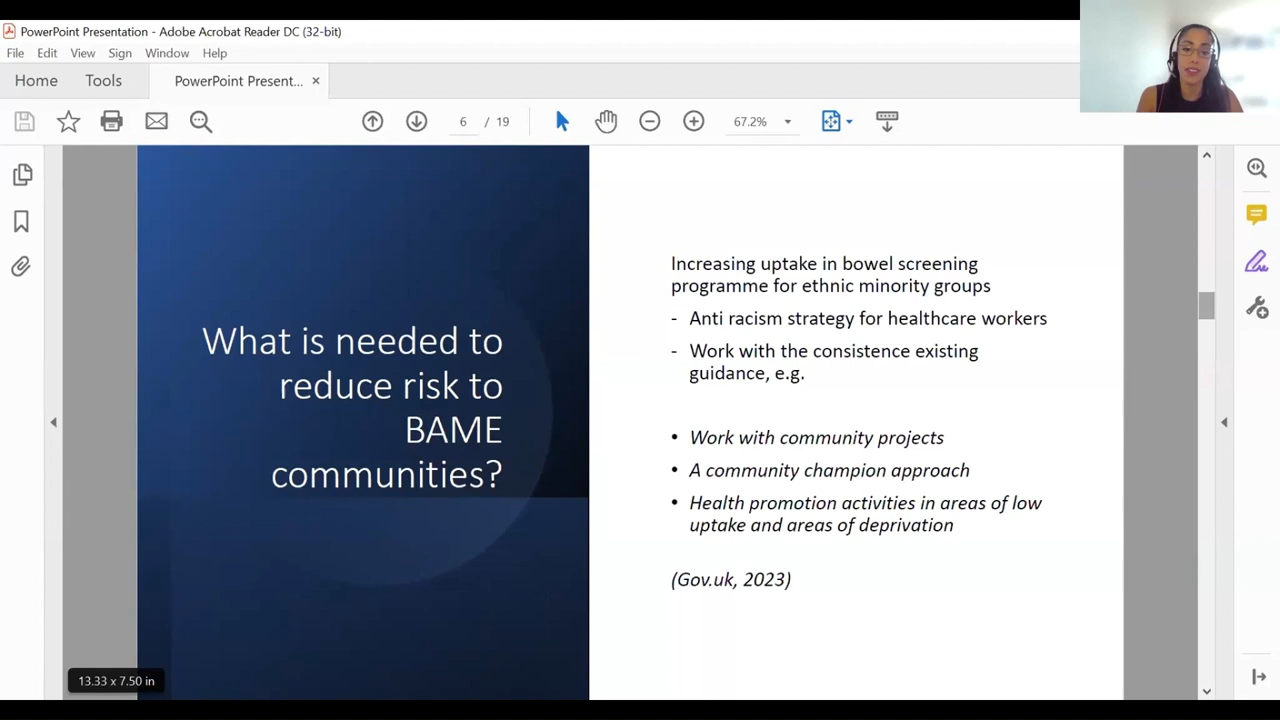 PowerPoint Presentation - Adobe Acrobat Reader DC (32-bit)
File Edit View Sign Window Help
Home Tools PowerPoint Present... ×
6 / 19 67.2%
What is needed to
reduce risk to
BAME
communities?
Increasing uptake in bowel screening
programme for ethnic minority groups
- Anti racism strategy for healthcare workers
- Work with the consistence existing
guidance, e.g.
• Work with community projects
• A community champion approach
• Health promotion activities in areas of low
uptake and areas of deprivation
(Gov.uk, 2023)
13.33 x 7.50 in